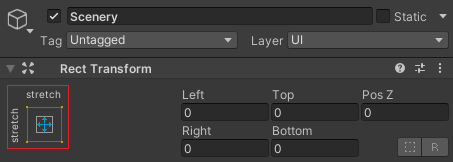 Scenery Static
Tag Untagged Layer UI
Rect Transform
stretch
stretch
Left Top Pos Z
0 0 0
Right Bottom
0 0 R